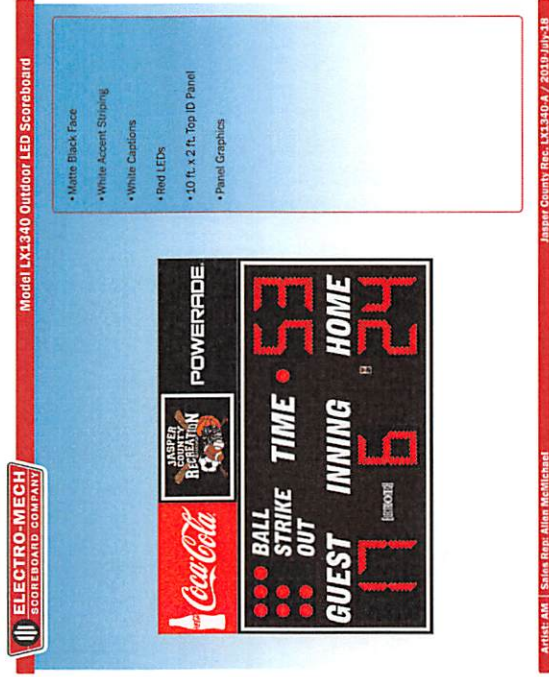 ELECTRO-MECH
SCOREBOARD COMPANY
Model LX1340 Outdoor LED Scoreboard
• Matte Black Face
• White Accent Striping
• White Captions
• Red LEDs
• 10 ft. x 2 ft. Top ID Panel
• Panel Graphics
Coca-Cola
JASPER
COUNTY
RECREATION
POWERADE
BALL
STRIKE
OUT
TIME
53
GUEST
INNING
HOME
17
6
24
Artist: AM | Sales Rep: Allen McMichael
Jasper County Rec. LX1340-A / 2019-July-18